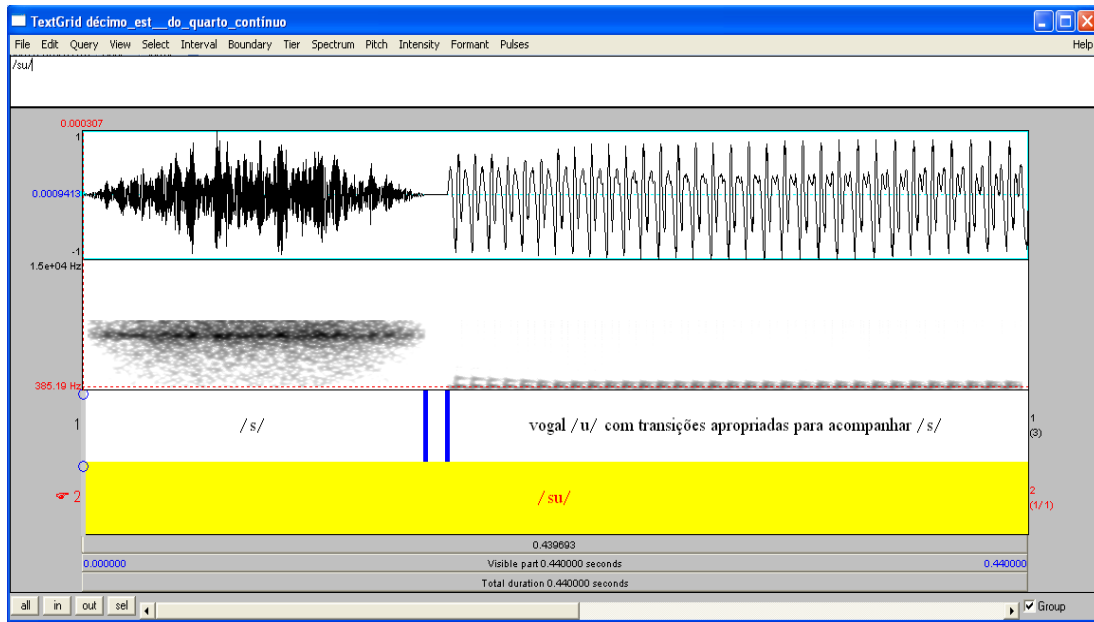 TextGrid décimo_est__do_quarto_contínuo
File Edit Query View Select Interval Boundary Tier Spectrum Pitch Intensity Formant Pulses Help
/su/
0.000307
1
0.0009413
-1
1.5e+04 Hz
385.19 Hz
1 /s/ vogal /u/ com transições apropriadas para acompanhar /s/ 1
(3)
2 /su/ 2
(1/1)
0.439693
0.000000 Visible part 0.440000 seconds 0.440000
Total duration 0.440000 seconds
all in out sel Group